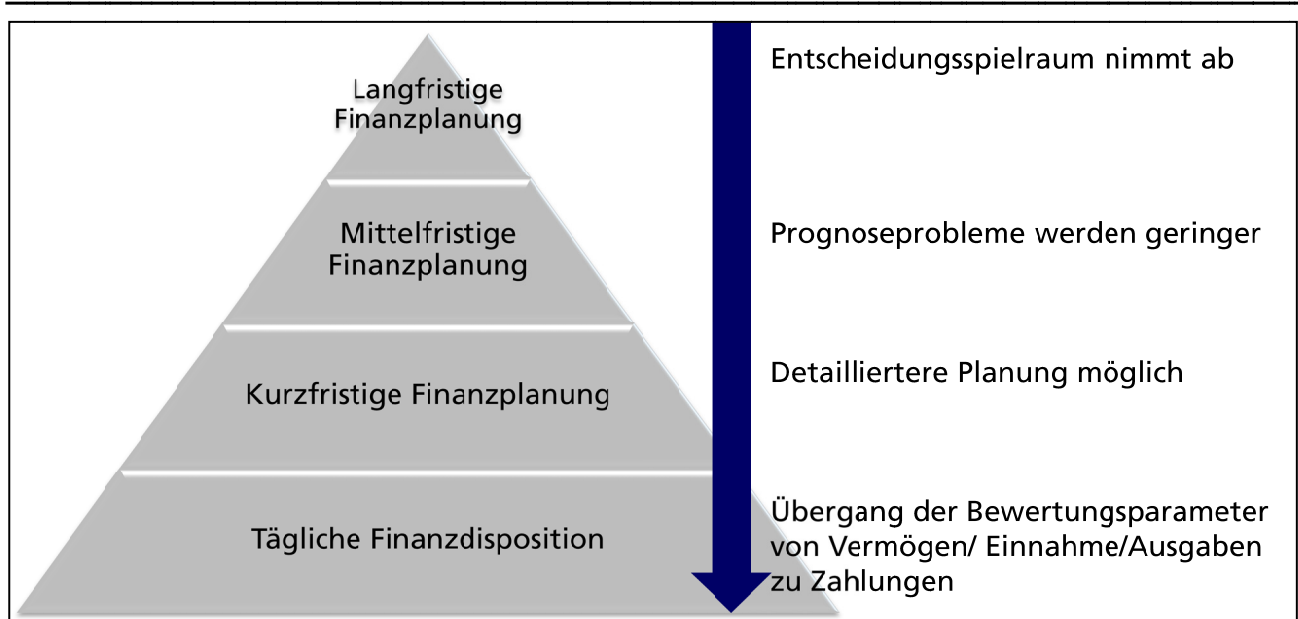 Langfristige
Finanzplanung
Mittelfristige
Finanzplanung
Kurzfristige Finanzplanung
Tägliche Finanzdisposition
Entscheidungsspielraum nimmt ab
Prognoseprobleme werden geringer
Detailliertere Planung möglich
Übergang der Bewertungsparameter
von Vermögen/ Einnahme/Ausgaben
zu Zahlungen